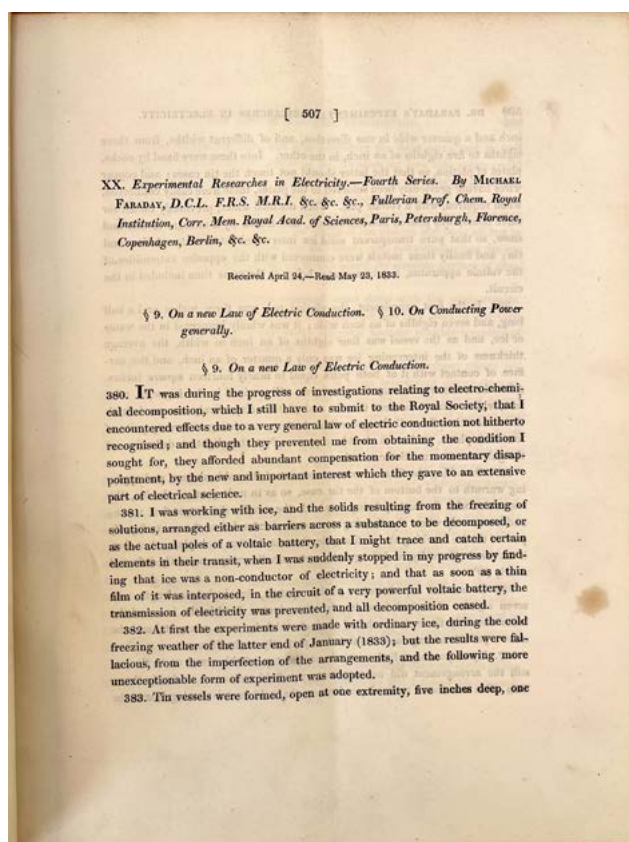 [ 507 ]
XX. Experimental Researches in Electricity.—Fourth Series. By MICHAEL
FARADAY, D.C.L. F.R.S. M.R.I. &c. &c. &c., Fullerian Prof. Chem. Royal
Institution, Corr. Mem. Royal Acad. of Sciences, Paris, Petersburgh, Florence,
Copenhagen, Berlin, &c. &c.
Received April 24,—Read May 23, 1833.
§ 9. On a new Law of Electric Conduction. § 10. On Conducting Power
generally.
§ 9. On a new Law of Electric Conduction.
380. IT was during the progress of investigations relating to electro-chemi-
cal decomposition, which I still have to submit to the Royal Society, that I
encountered effects due to a very general law of electric conduction not hitherto
recognised; and though they prevented me from obtaining the condition I
sought for, they afforded abundant compensation for the momentary disap-
pointment, by the new and important interest which they gave to an extensive
part of electrical science.
381. I was working with ice, and the solids resulting from the freezing of
solutions, arranged either as barriers across a substance to be decomposed, or
as the actual poles of a voltaic battery, that I might trace and catch certain
elements in their transit, when I was suddenly stopped in my progress by find-
ing that ice was a non-conductor of electricity; and that as soon as a thin
film of it was interposed, in the circuit of a very powerful voltaic battery, the
transmission of electricity was prevented, and all decomposition ceased.
382. At first the experiments were made with ordinary ice, during the cold
freezing weather of the latter end of January (1833); but the results were fal-
lacious, from the imperfection of the arrangements, and the following more
unexceptionable form of experiment was adopted.
383. Tin vessels were formed, open at one extremity, five inches deep, one